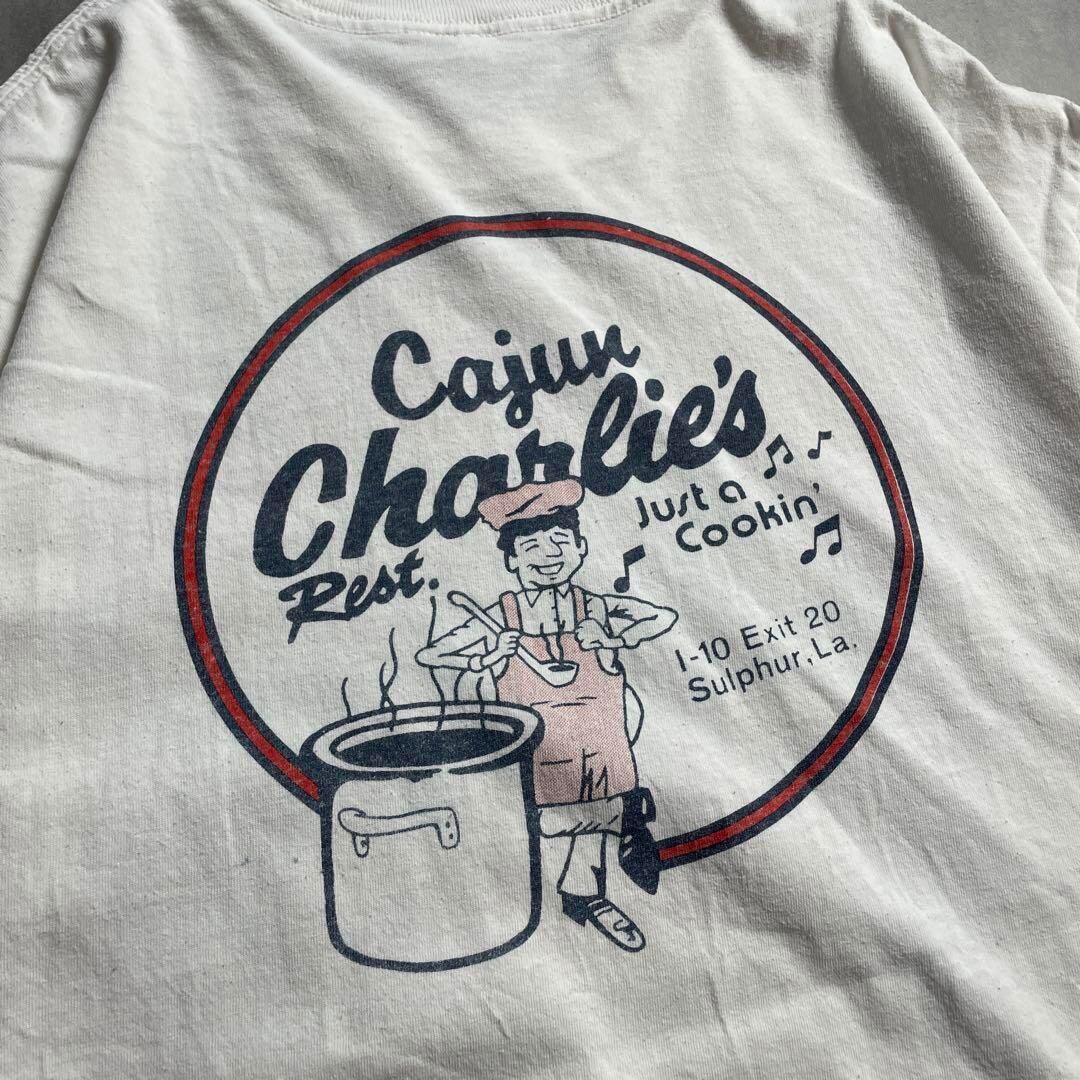 Cajun
Charlie's
Rest.
Just a
Cookin'
I-10 Exit 20
Sulphur, La.